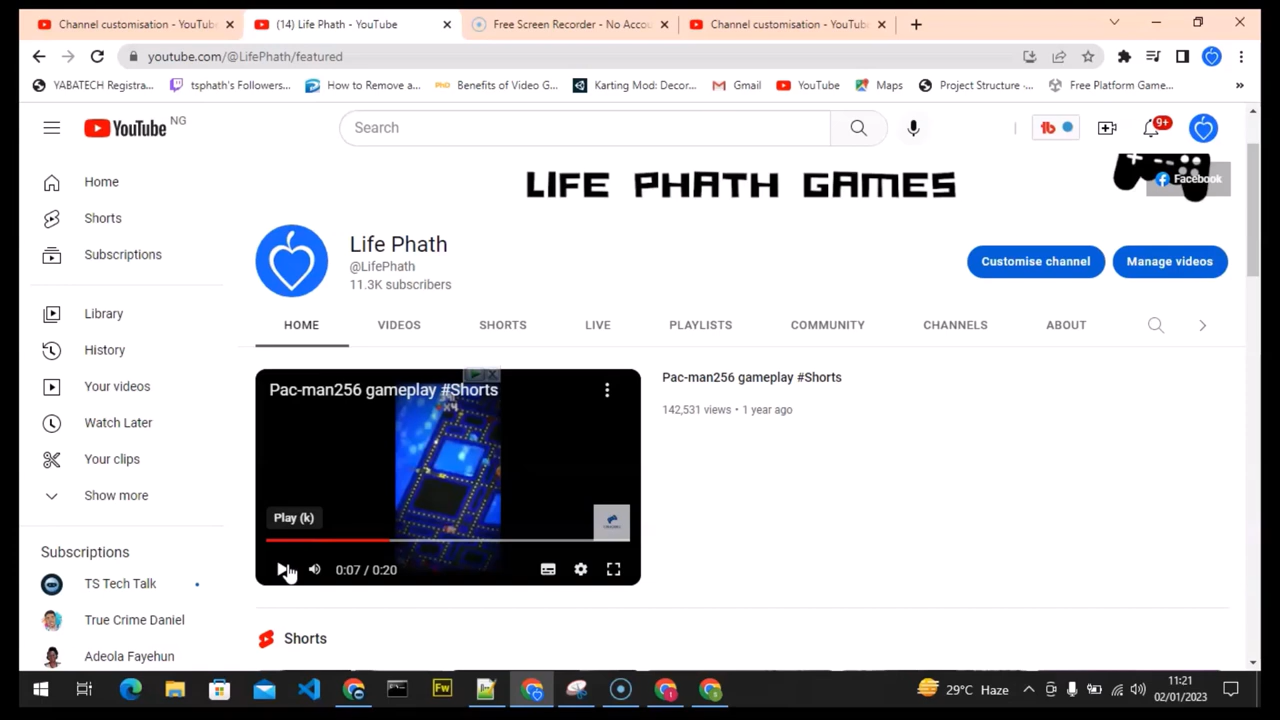 Channel customisation - YouTube
(14) Life Phath - YouTube
Free Screen Recorder - No Accou
Channel customisation - YouTube
youtube.com/@LifePhath/featured
YABATECH Registra...
tsphath's Followers...
How to Remove a...
Benefits of Video G...
Karting Mod: Decor...
Gmail
YouTube
Maps
Project Structure -...
Free Platform Game...
YouTube NG
Search
9+
LIFE PHATH GAMES
Facebook
Home
Shorts
Subscriptions
Library
History
Your videos
Watch Later
Your clips
Show more
Subscriptions
TS Tech Talk
True Crime Daniel
Adeola Fayehun
Life Phath
@LifePhath
11.3K subscribers
Customise channel
Manage videos
HOME
VIDEOS
SHORTS
LIVE
PLAYLISTS
COMMUNITY
CHANNELS
ABOUT
Pac-man256 gameplay #Shorts
x4
Play (k)
0:07 / 0:20
Pac-man256 gameplay #Shorts
142,531 views • 1 year ago
Shorts
Fw
29°C Haze
11:21
02/01/2023